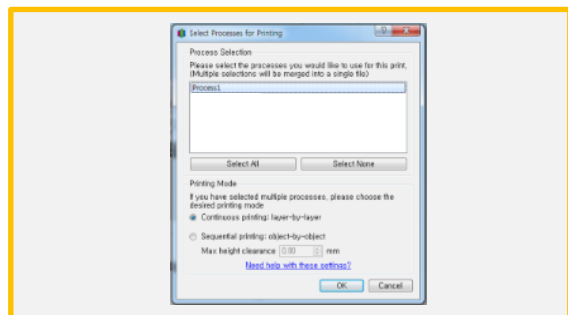 Select Processes for Printing
Process Selection
Please select the processes you would like to use for this print.
(Multiple selections will be merged into a single file)
Process1
Select All Select None
Printing Mode
If you have selected multiple processes, please choose the
desired printing mode
Continuous printing: layer-by-layer
Sequential printing: object-by-object
Max height clearance 0.00 mm
Need help with these settings?
OK Cancel